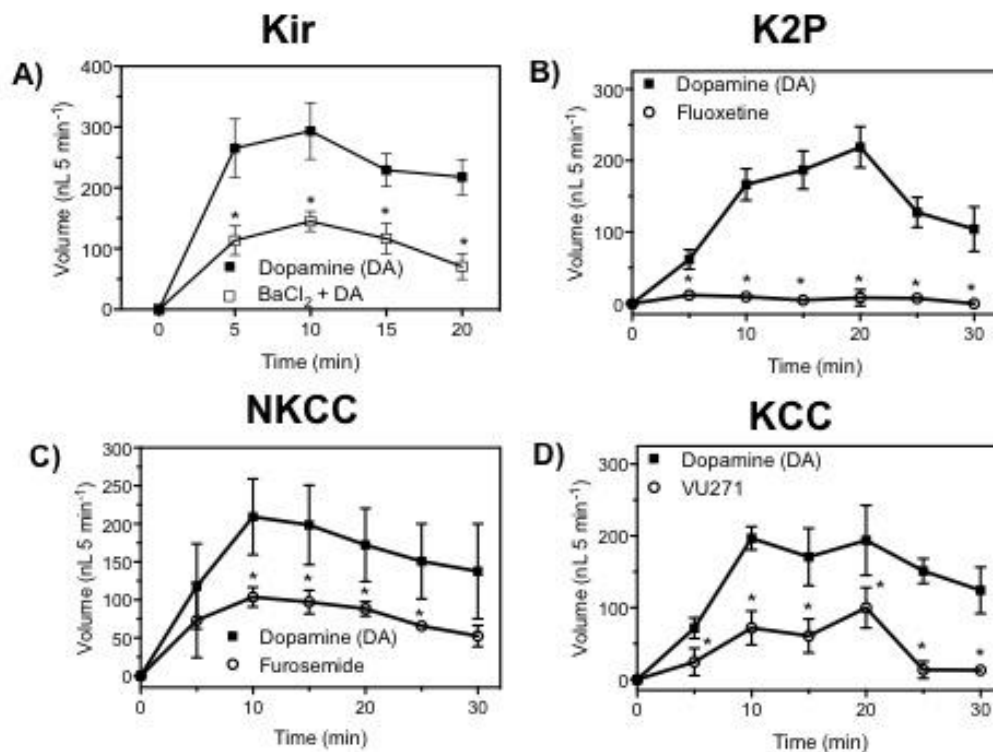 Kir
K2P
A)
400
300
200
100
0
Volume (nL 5 min⁻¹)
Dopamine (DA)
BaCl₂ + DA
*
*
*
*
0 5 10 15 20
Time (min)
B)
300
200
100
0
Volume (nL 5 min⁻¹)
Dopamine (DA)
Fluoxetine
*
*
*
*
*
*
0 10 20 30
Time (min)
NKCC
KCC
C)
300
250
200
150
100
50
0
Volume (nL 5 min⁻¹)
Dopamine (DA)
Furosemide
*
*
*
*
0 10 20 30
Time (min)
D)
300
200
100
0
Volume (nL 5 min⁻¹)
Dopamine (DA)
VU271
*
*
*
*
*
*
0 10 20 30
Time (min)